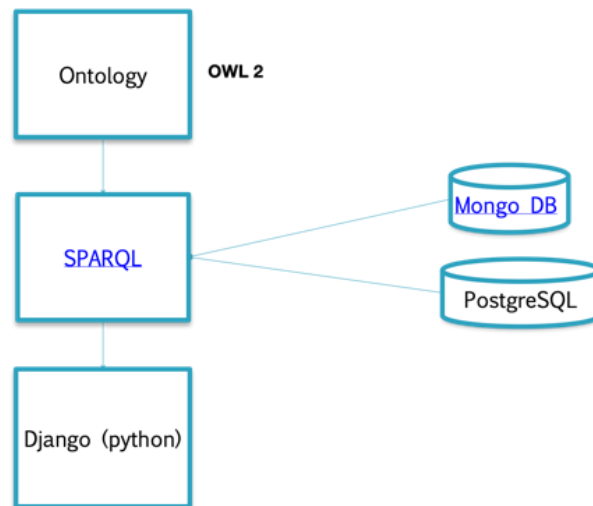 Ontology
OWL 2
SPARQL
Mongo DB
PostgreSQL
Django (python)